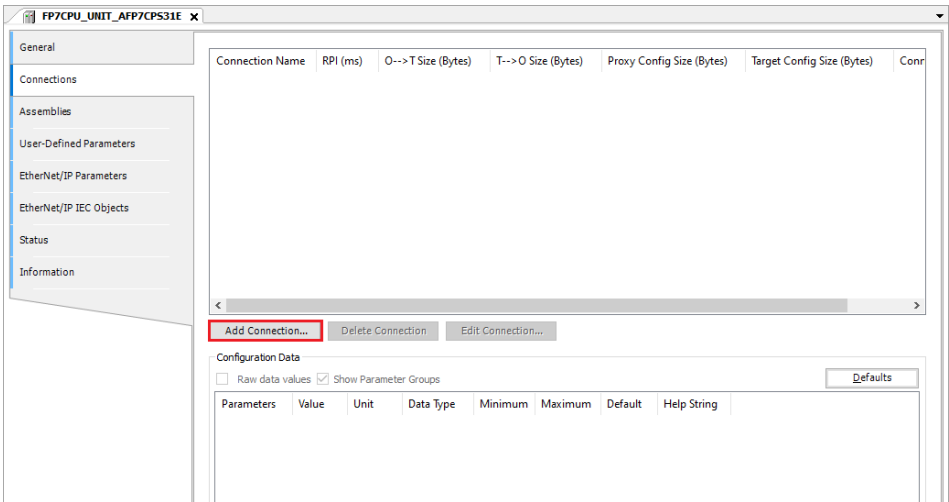 FP7CPU_UNIT_AFP7CPS31E X
General
Connections
Assemblies
User-Defined Parameters
EtherNet/IP Parameters
EtherNet/IP IEC Objects
Status
Information
Connection Name RPI (ms) O-->T Size (Bytes) T-->O Size (Bytes) Proxy Config Size (Bytes) Target Config Size (Bytes) Conn
Add Connection... Delete Connection Edit Connection...
Configuration Data
Raw data values Show Parameter Groups Defaults
Parameters Value Unit Data Type Minimum Maximum Default Help String